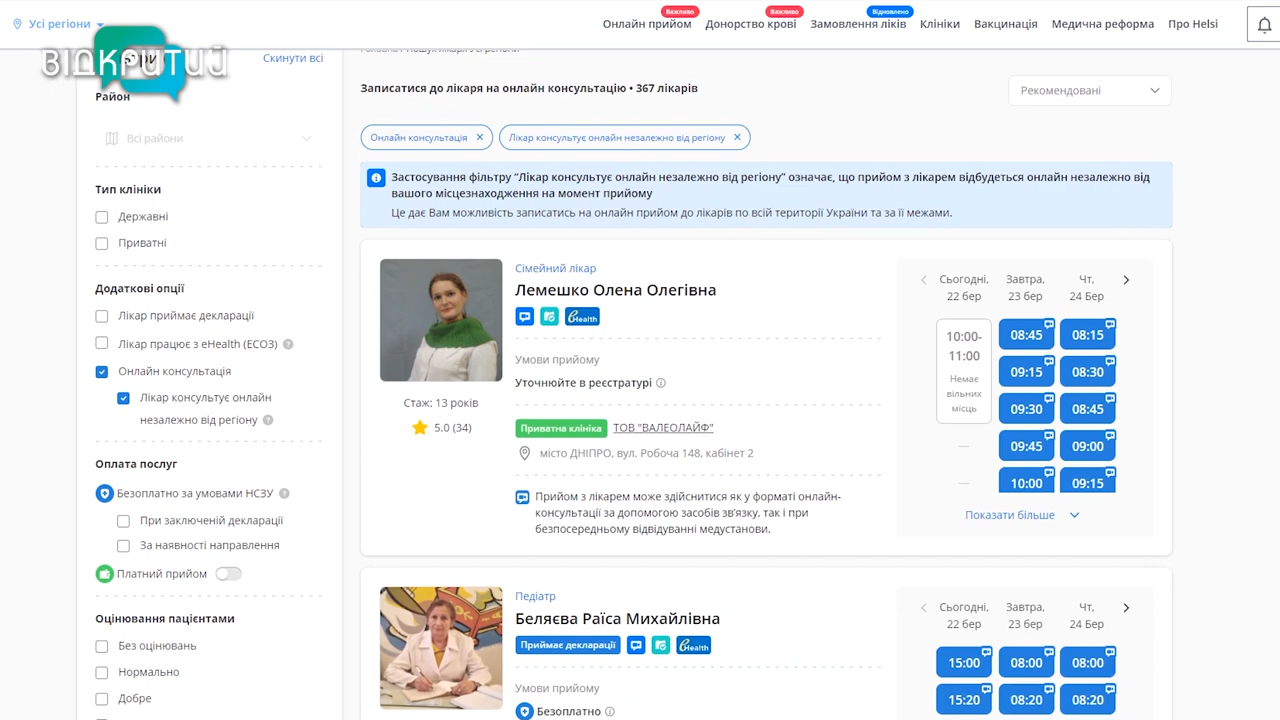 Усі регіони
Важливо
Важливо
Відновлено
Онлайн прийом
Донорство крові
Замовлення ліків
Клініки
Вакцинація
Медична реформа
Про Helsi
ВІДКРИТИЙ
Скинути всі
Район
Всі районі
Тип клініки
Державні
Приватні
Додаткові опції
Лікар приймає декларації
Лікар працює з eHealth (ЕСОЗ) ?
Онлайн консультація
Лікар консультує онлайн
незалежно від регіону ?
Оплата послуг
Безоплатно за умовами НСЗУ ?
При заключеній декларації
За наявності направлення
Платний прийом
Оцінювання пацієнтами
Без оцінювань
Нормально
Добре
Записатися до лікаря на онлайн консультацію • 367 лікарів
Рекомендовані
Онлайн консультація ✕
Лікар консультує онлайн незалежно від регіону ✕
Застосування фільтру “Лікар консультує онлайн незалежно від регіону” означає, що прийом з лікарем відбудеться онлайн незалежно від
вашого місцезнаходження на момент прийому
Це дає Вам можливість записатись на онлайн прийом до лікарів по всій території України та за її межами.
Сімейний лікар
Лемешко Олена Олегівна
eHealth
Умови прийому
Уточнюйте в реєстратурі
Стаж: 13 років
5.0 (34)
Приватна клініка ТОВ "ВАЛЕОЛАЙФ"
місто ДНІПРО, вул. Робоча 148, кабінет 2
Прийом з лікарем може здійснитися як у форматі онлайн-
консультації за допомогою засобів зв’язку, так і при
безпосередньому відвідуванні медустанови.
Сьогодні, Завтра, Чт,
22 бер 23 бер 24 бер
10:00-
11:00
Немає
вільних
місць
08:45 08:15
09:15 08:30
09:30 08:45
— 09:45 09:00
— 10:00 09:15
Показати більше
Педіатр
Беляєва Раїса Михайлівна
Приймає декларації
eHealth
Умови прийому
Безоплатно
Сьогодні, Завтра, Чт,
22 бер 23 бер 24 бер
15:00 08:00 08:00
15:20 08:20 08:20